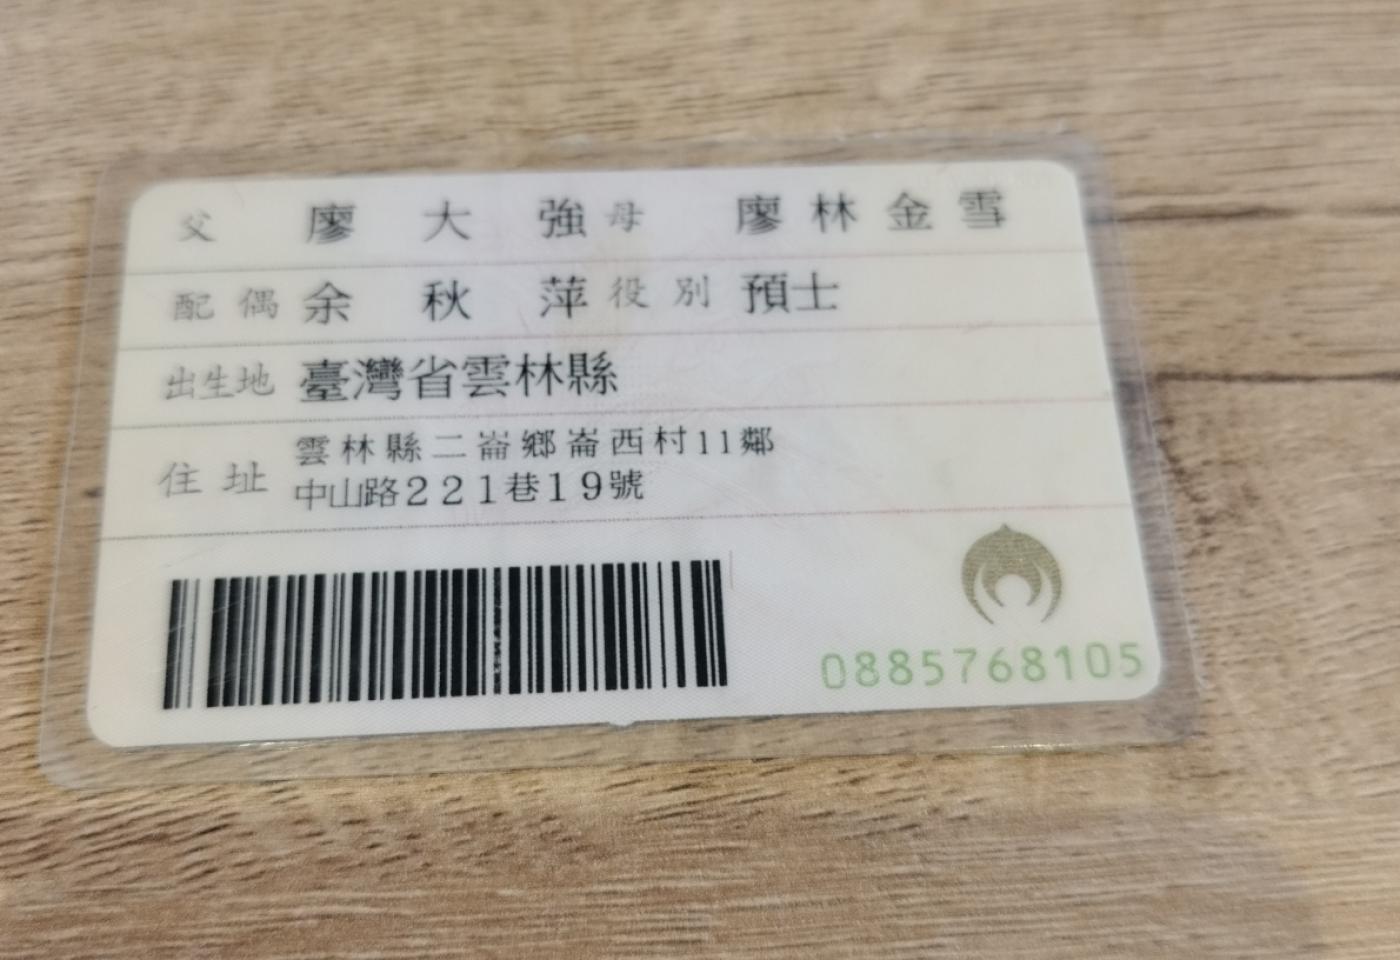 父 廖大強 母 廖林金雪
配偶 余秋萍 役別 預士
出生地 臺灣省雲林縣
住址 雲林縣二崙鄉崙西村11鄰
中山路221巷19號
0885768105